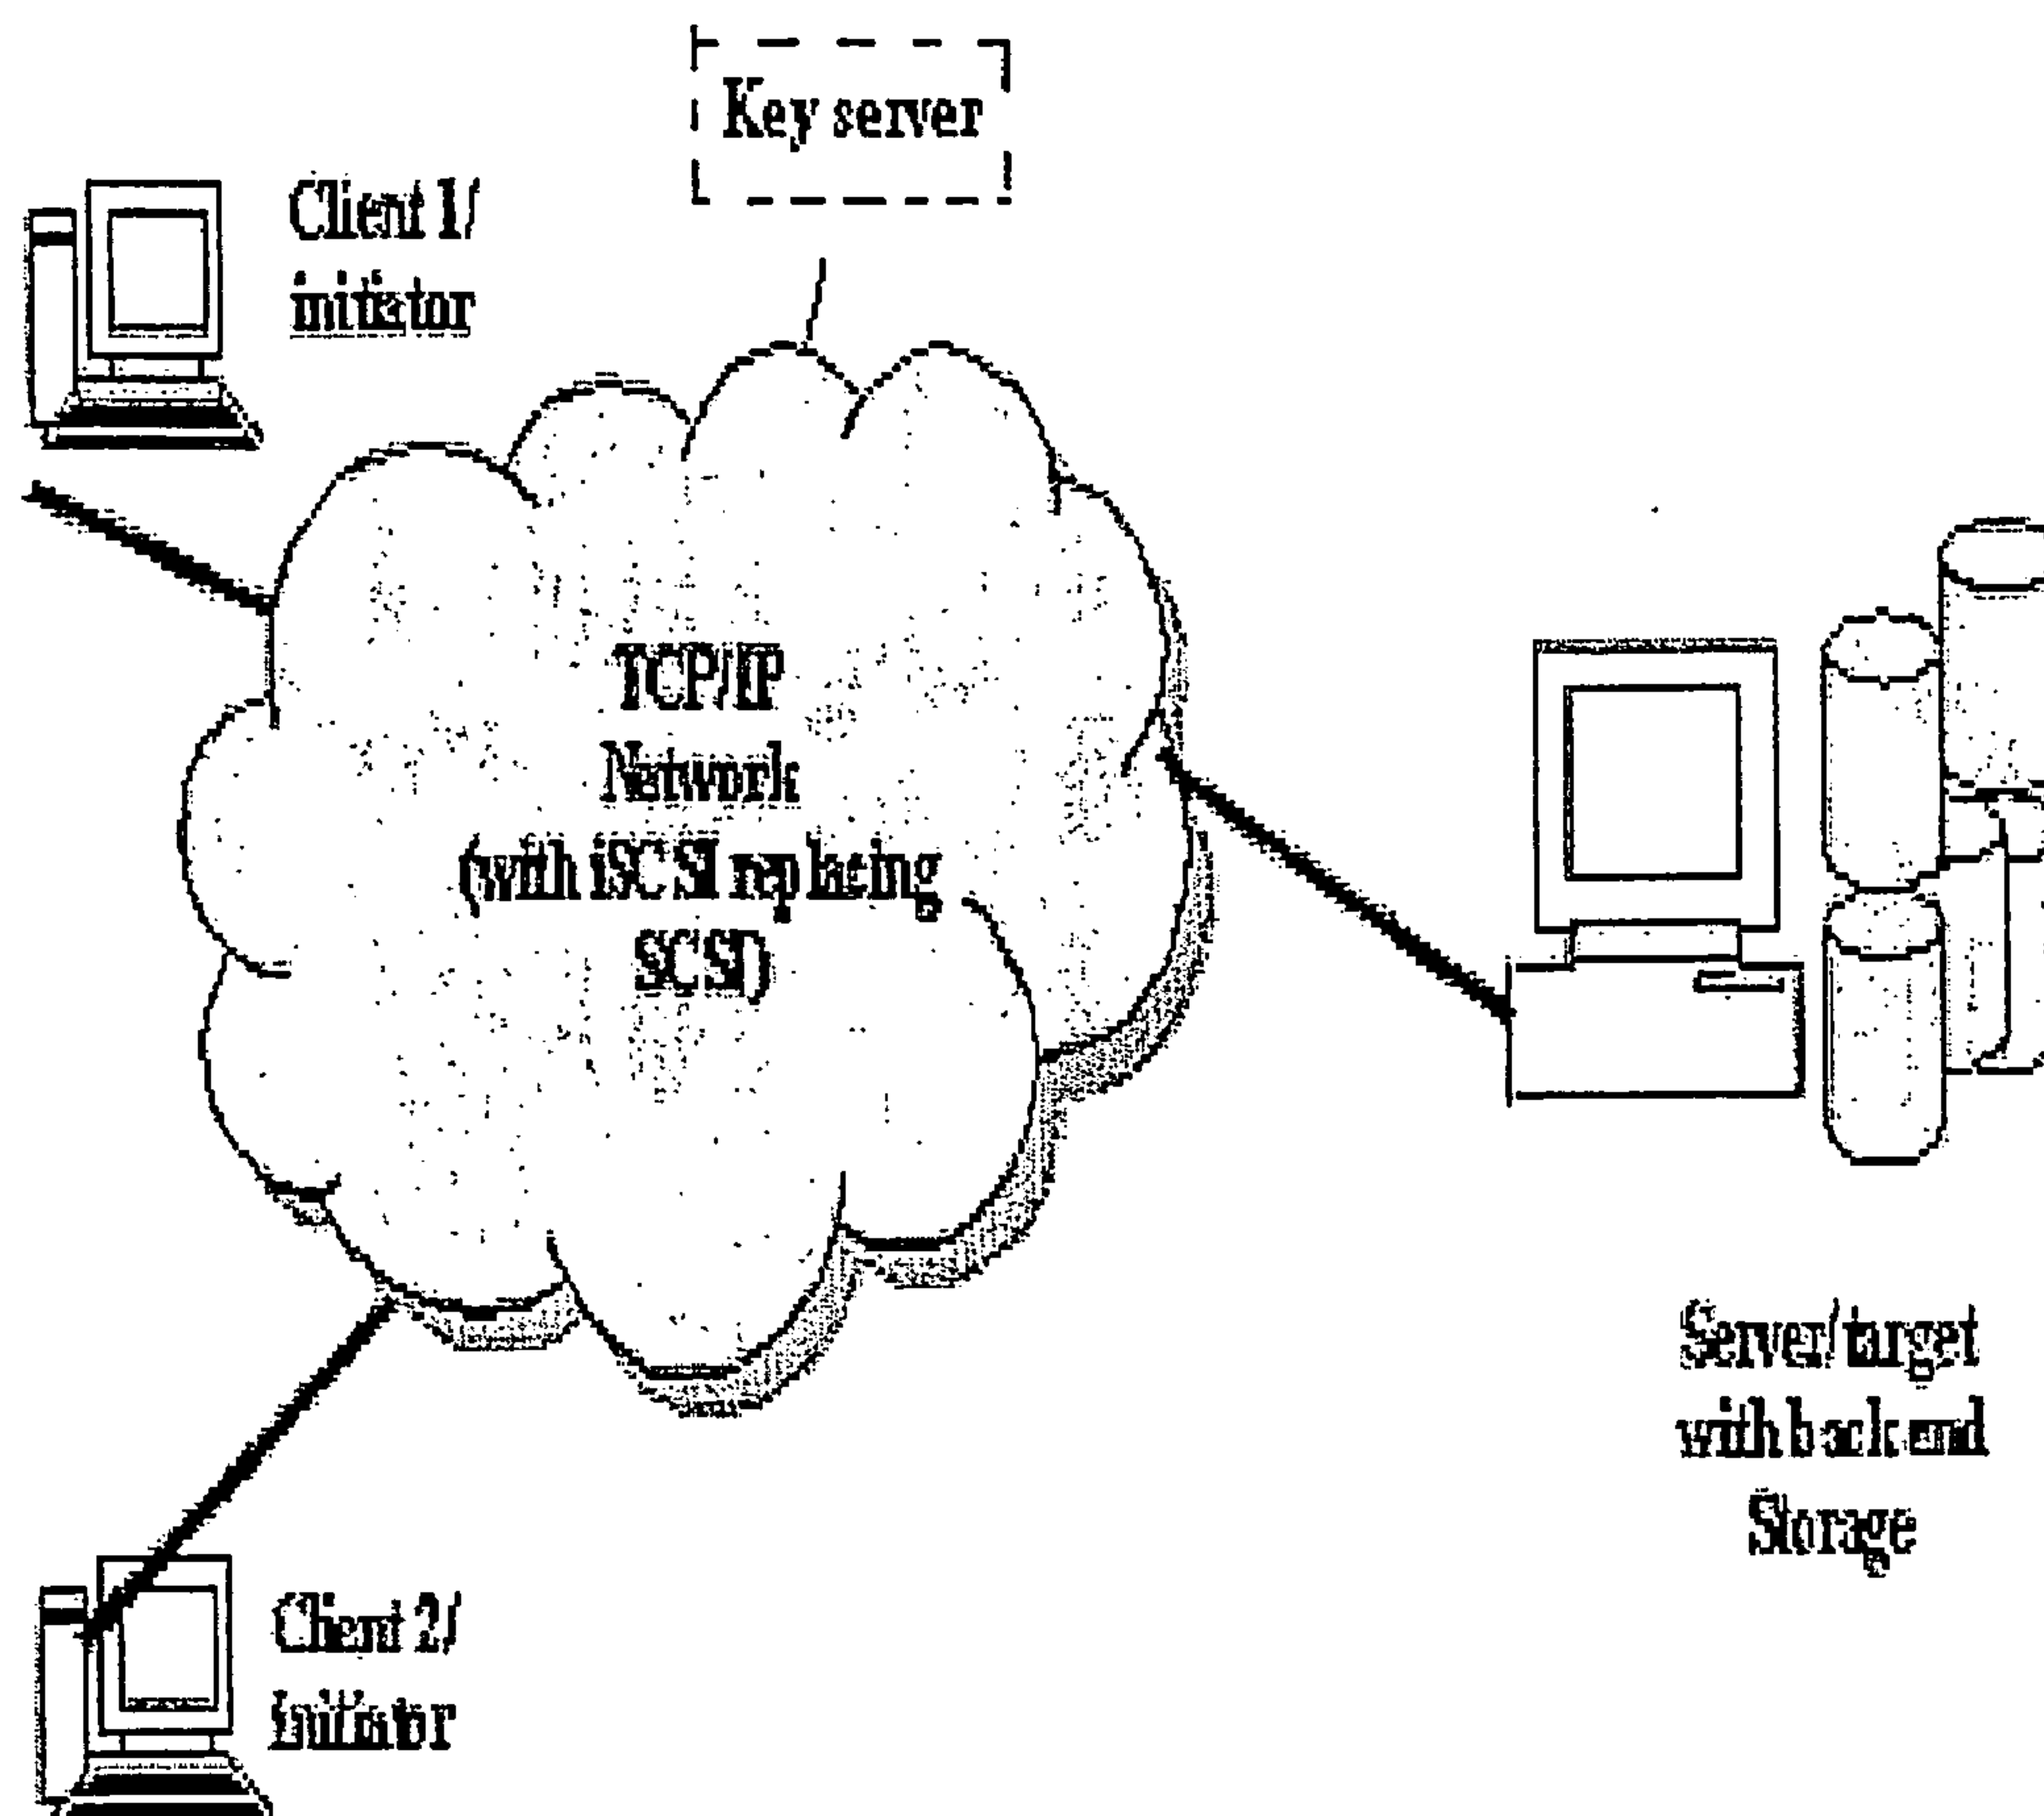 Key server
Client 1/
initiator
TCP/IP
Network
(with iSCSI replacing
SCSI)
Server/target
with back end
Storage
Client 2/
Initiator